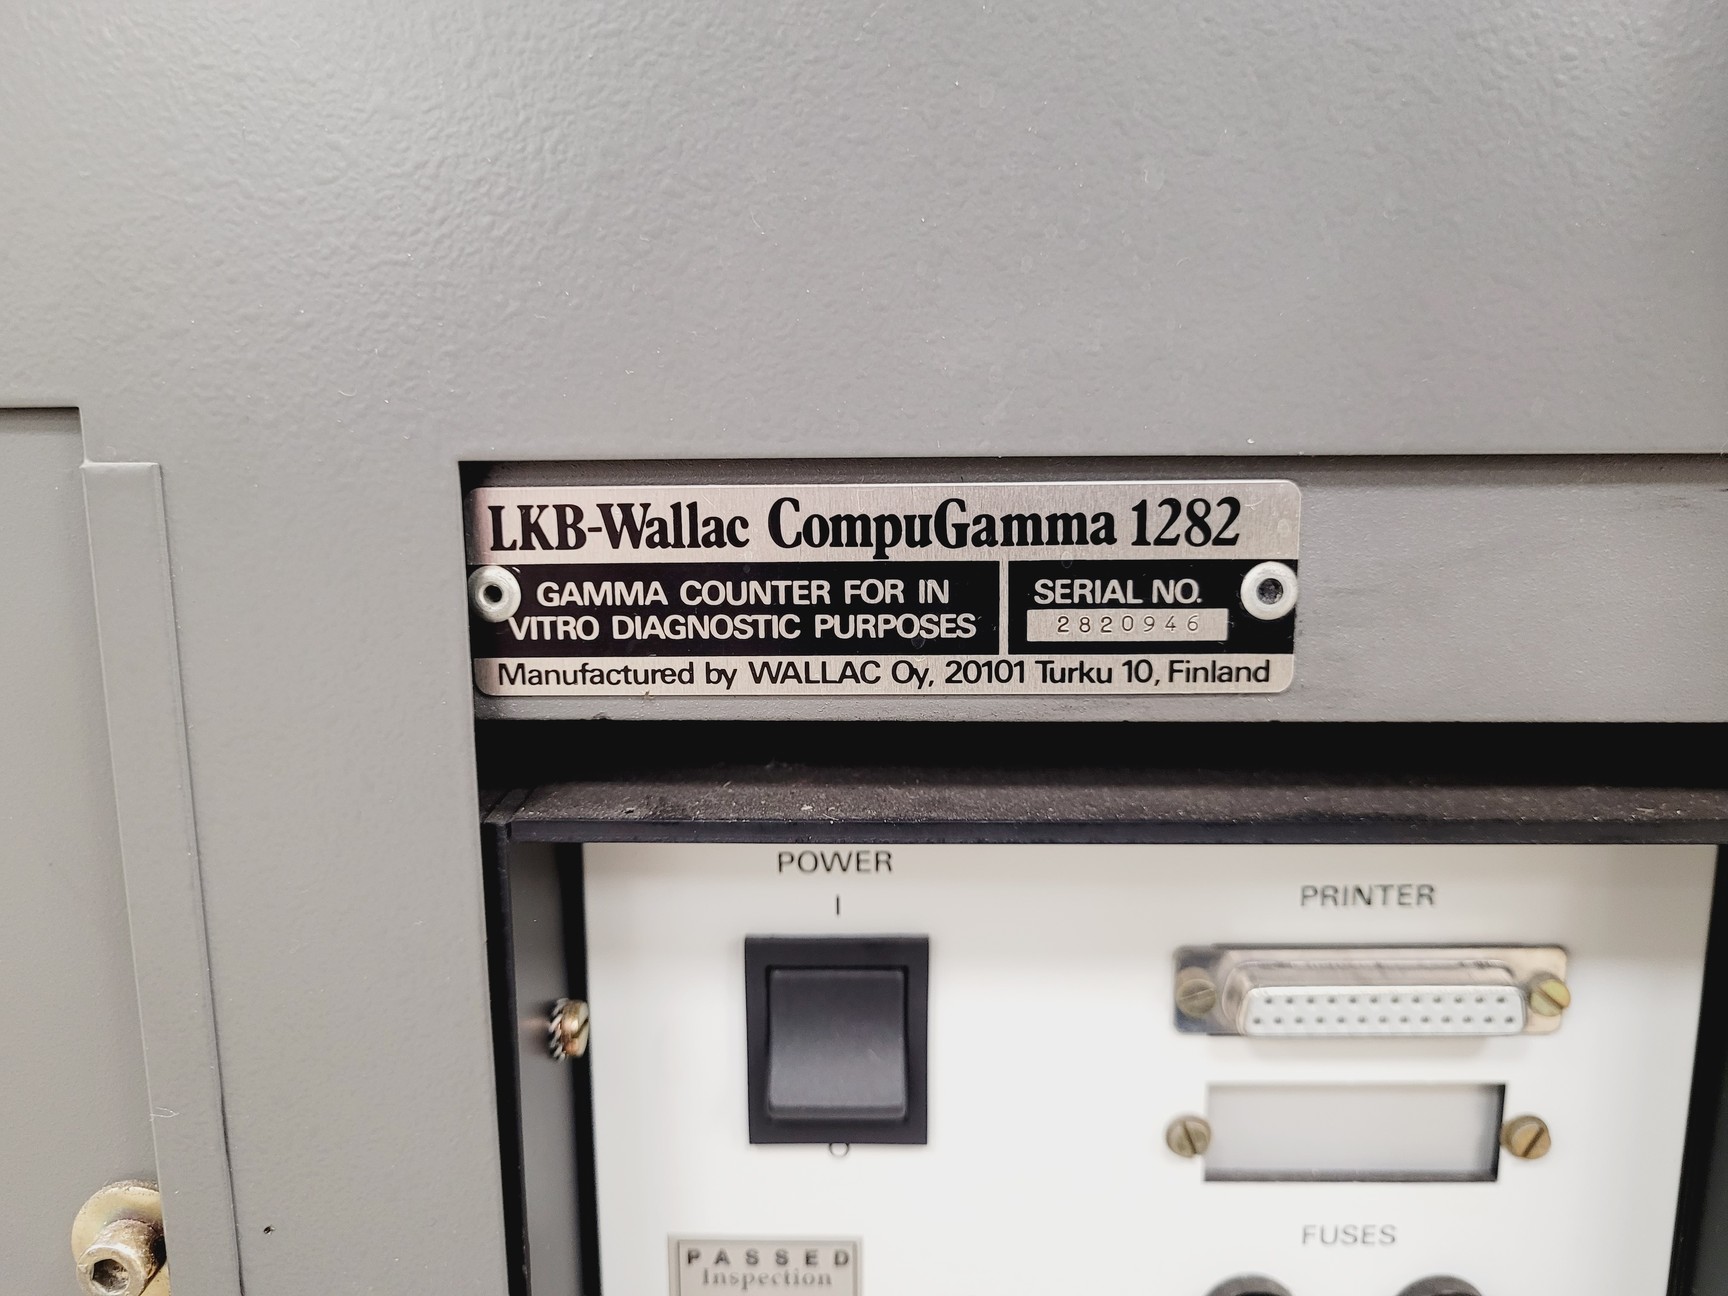 LKB-Wallac CompuGamma 1282
GAMMA COUNTER FOR IN
VITRO DIAGNOSTIC PURPOSES
SERIAL NO.
2820946
Manufactured by WALLAC Oy, 20101 Turku 10, Finland
POWER
I
O
PRINTER
FUSES
PASSED
Inspection